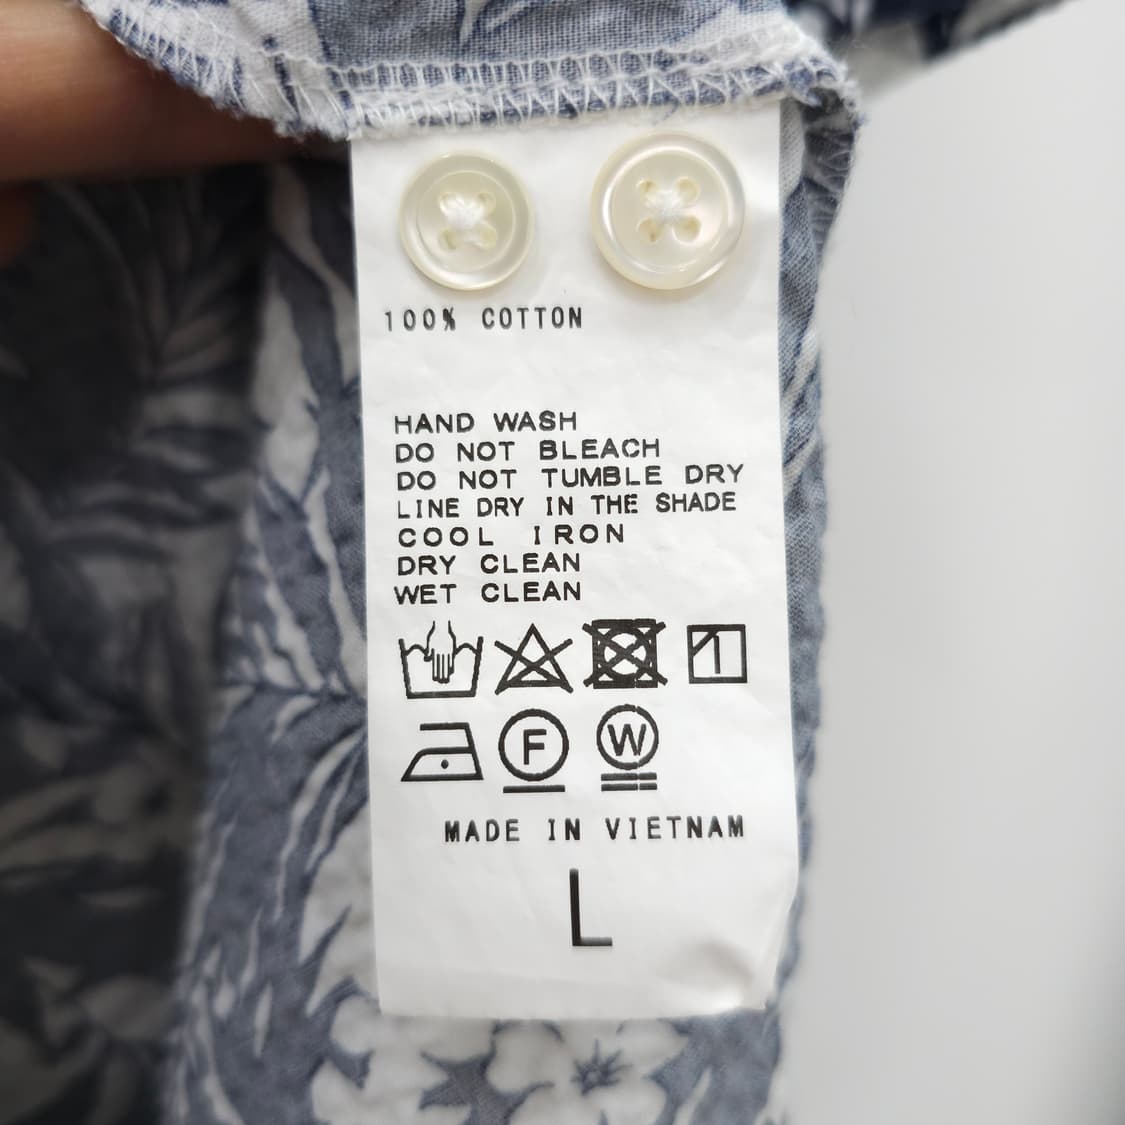 100% COTTON
HAND WASH
DO NOT BLEACH
DO NOT TUMBLE DRY
LINE DRY IN THE SHADE
COOL IRON
DRY CLEAN
WET CLEAN
F W
MADE IN VIETNAM
L